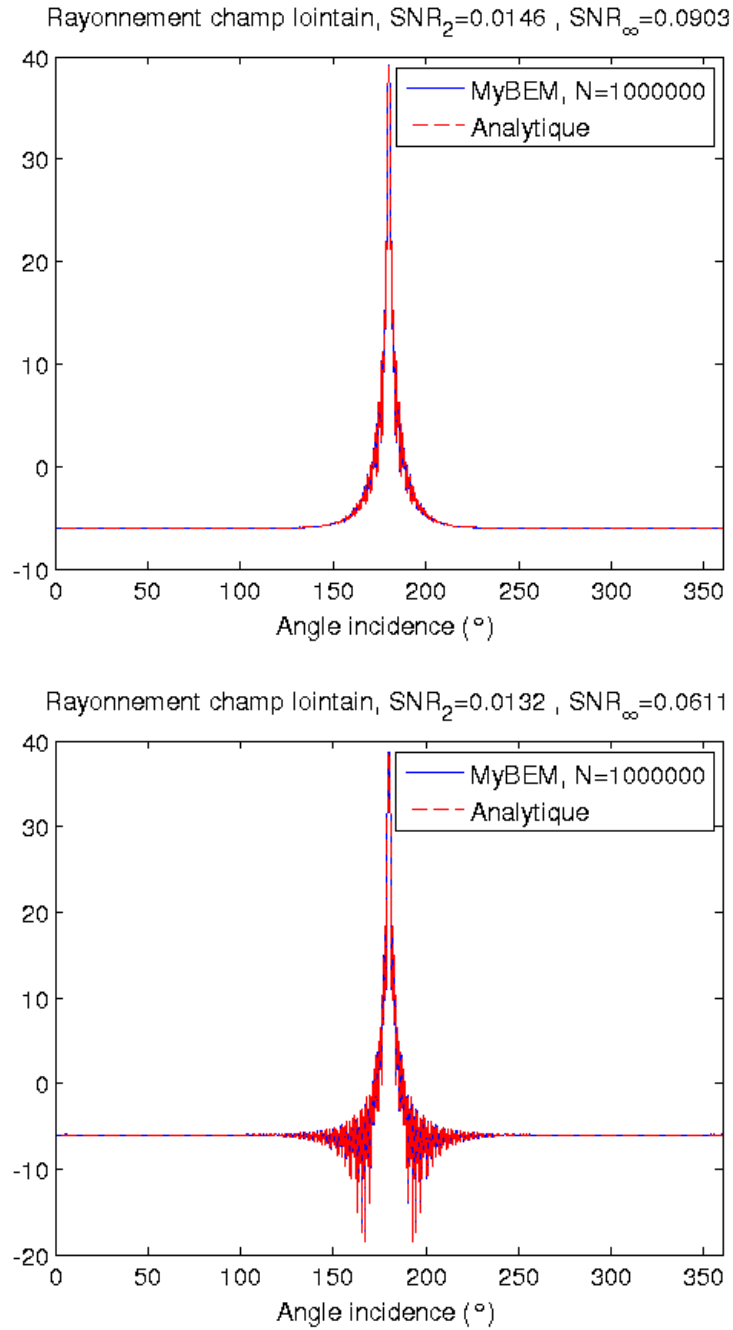 Rayonnement champ lointain, SNR₂=0.0146 , SNR∞=0.0903
40
MyBEM, N=1000000
Analytique
30
20
10
0
-10
0 50 100 150 200 250 300 350
Angle incidence (°)
Rayonnement champ lointain, SNR₂=0.0132 , SNR∞=0.0611
40
MyBEM, N=1000000
Analytique
30
20
10
0
-10
-20
0 50 100 150 200 250 300 350
Angle incidence (°)